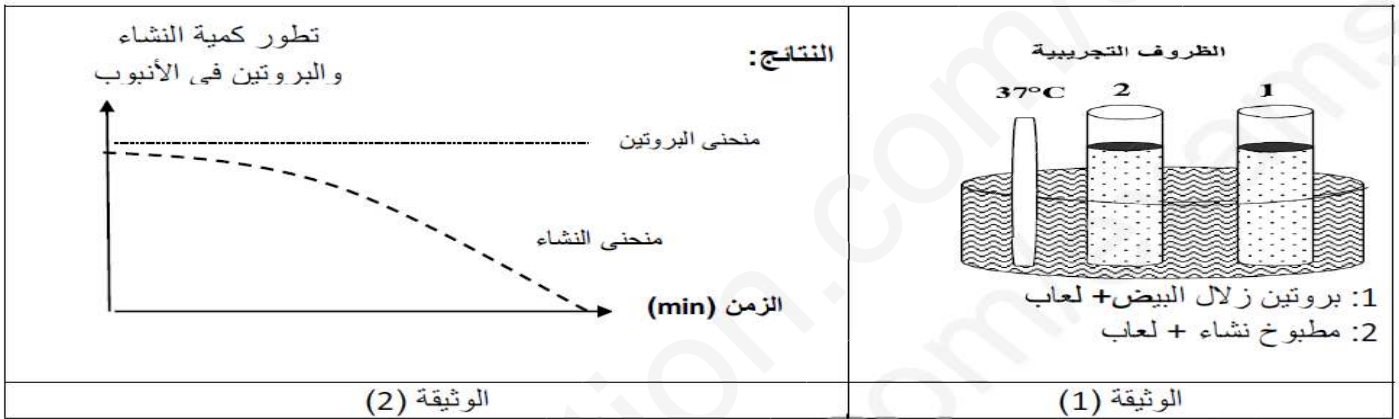 الظروف التجريبية
37°C 2 1
1: بروتين زلال البيض+ لعاب
2: مطبوخ نشاء + لعاب
الوثيقة (1)
النتائج:
تطور كمية النشاء
والبروتين في الأنبوب
منحنى البروتين
منحنى النشاء
الزمن (min)
الوثيقة (2)